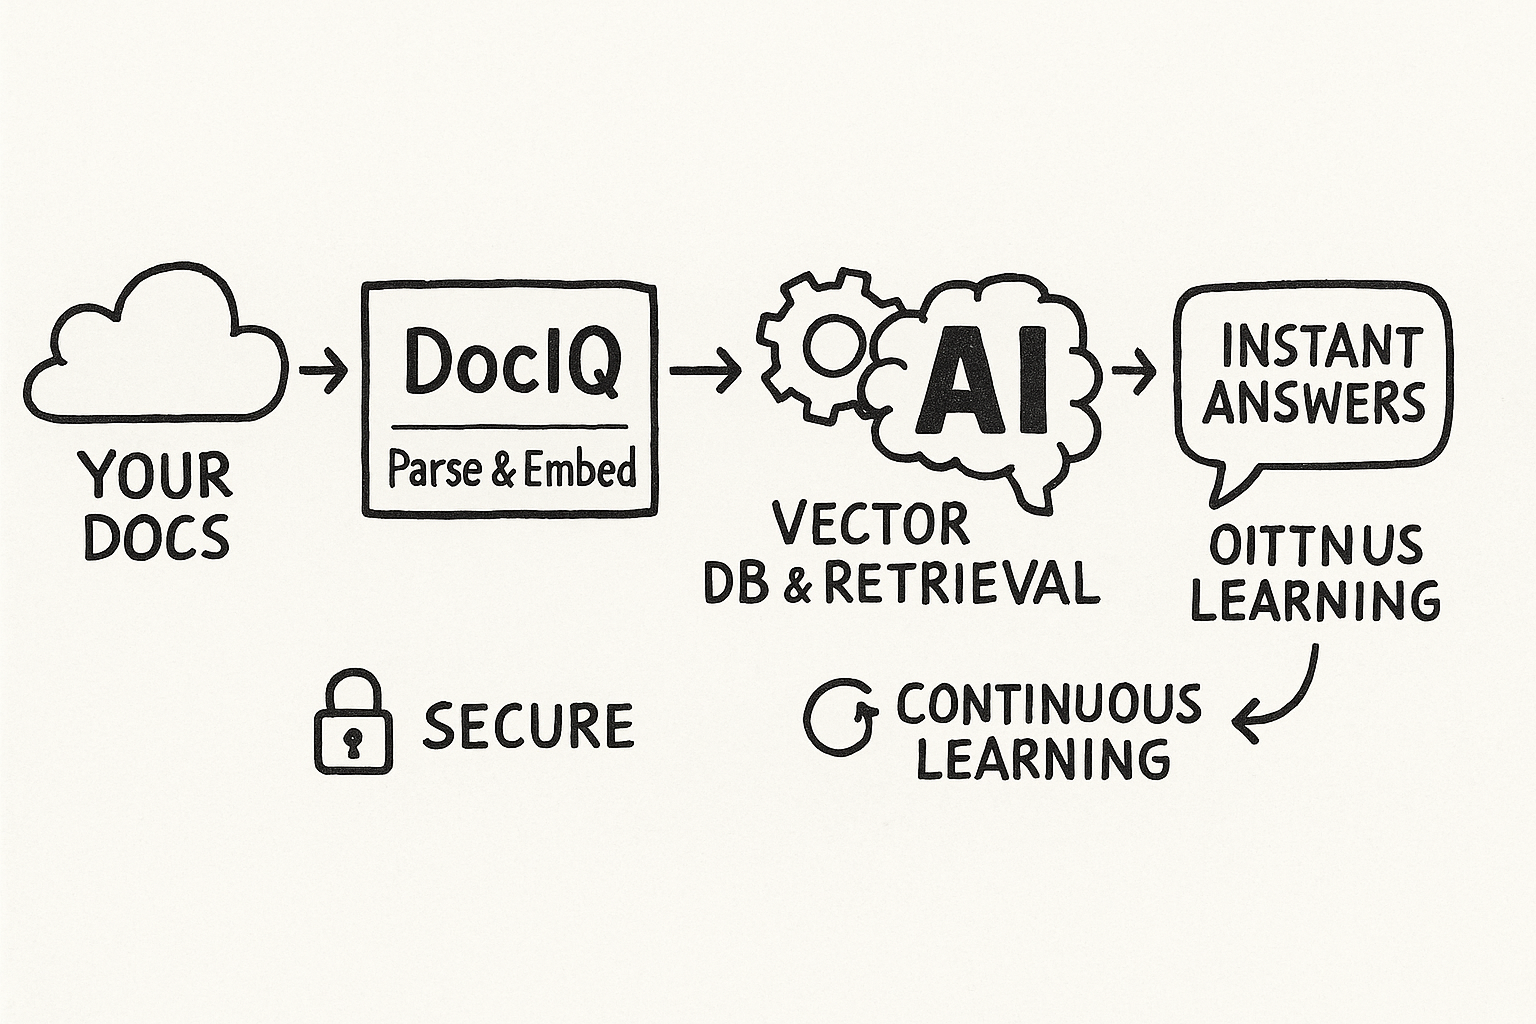 YOUR
DOCS
DocIQ
Parse & Embed
AI
VECTOR
DB & RETRIEVAL
INSTANT
ANSWERS
OITTNUS
LEARNING
SECURE
CONTINUOUS
LEARNING